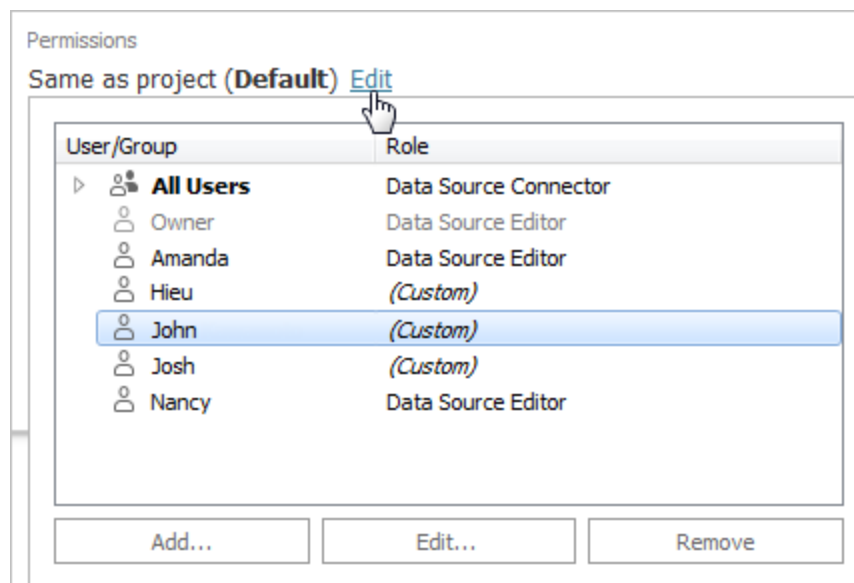 Permissions
Same as project (Default) Edit
User/Group Role
All Users Data Source Connector
Owner Data Source Editor
Amanda Data Source Editor
Hieu (Custom)
John (Custom)
Josh (Custom)
Nancy Data Source Editor
Add... Edit... Remove